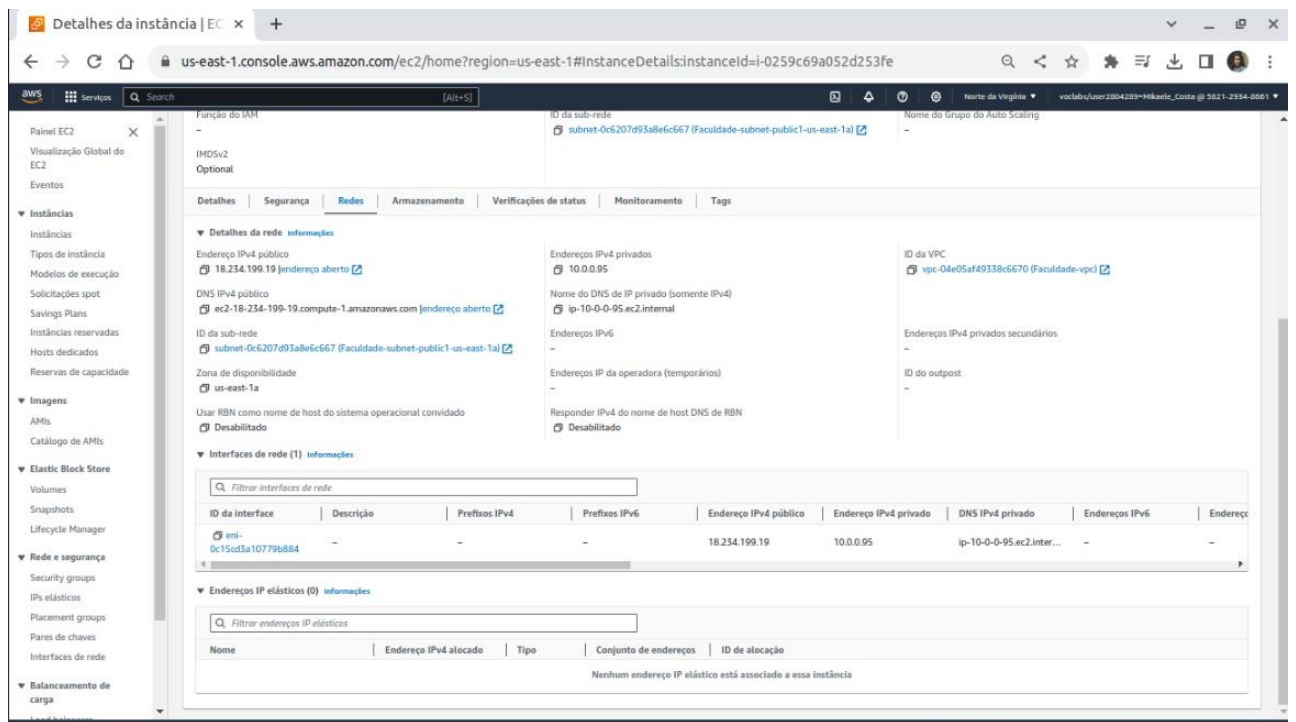 Detalhes da instância | EC
us-east-1.console.aws.amazon.com/ec2/home?region=us-east-1#InstanceDetails:instanceId=i-0259c69a052d253fe
aws Serviços Search [Alt+S] Norte da Virgínia voclabs/user2804289=Mikaele_Costa @ 5821-2934-8661
Painel EC2
Visualização Global do
EC2
Eventos
Instâncias
Instâncias
Tipos de instância
Modelos de execução
Solicitações spot
Savings Plans
Instâncias reservadas
Hosts dedicados
Reservas de capacidade
Imagens
AMIs
Catálogo de AMIs
Elastic Block Store
Volumes
Snapshots
Lifecycle Manager
Rede e segurança
Security groups
IPs elásticos
Placement groups
Pares de chaves
Interfaces de rede
Balanceamento de
carga
Load balancers
Função do IAM ID da sub-rede Nome do Grupo do Auto Scaling
– subnet-0c6207d93a8e6c667 (Faculdade-subnet-public1-us-east-1a) –
IMDSv2
Optional
Detalhes Segurança Redes Armazenamento Verificações de status Monitoramento Tags
Detalhes da rede Informações
Endereço IPv4 público Endereços IPv4 privados ID da VPC
18.234.199.19 |endereço aberto 10.0.0.95 vpc-04e05af49338c6670 (Faculdade-vpc)
DNS IPv4 público Nome do DNS de IP privado (somente IPv4)
ec2-18-234-199-19.compute-1.amazonaws.com |endereço aberto ip-10-0-0-95.ec2.internal
ID da sub-rede Endereços IPv6 Endereços IPv4 privados secundários
subnet-0c6207d93a8e6c667 (Faculdade-subnet-public1-us-east-1a) – –
Zona de disponibilidade Endereços IP da operadora (temporários) ID do outpost
us-east-1a – –
Usar RBN como nome de host do sistema operacional convidado Responder IPv4 do nome de host DNS de RBN
Desabilitado Desabilitado
Interfaces de rede (1) Informações
Filtrar interfaces de rede
ID da interface Descrição Prefixos IPv4 Prefixos IPv6 Endereço IPv4 público Endereço IPv4 privado DNS IPv4 privado Endereços IPv6 Endereço
eni-
0c15cd3a10779b884 – – – 18.234.199.19 10.0.0.95 ip-10-0-0-95.ec2.inter... – –
Endereços IP elásticos (0) Informações
Filtrar endereços IP elásticos
Nome Endereço IPv4 alocado Tipo Conjunto de endereços ID de alocação
Nenhum endereço IP elástico está associado a essa instância